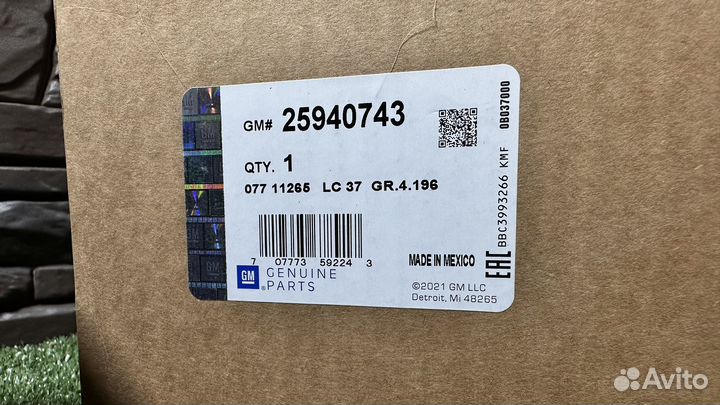 GM# 25940743
QTY. 1
077 11265 LC 37 GR.4.196
7 07773 59224 3
GM GENUINE
PARTS
MADE IN MEXICO
©2021 GM LLC
Detroit, Mi 48265
BBC3993266 KMF 0B037000
EAC
GM
Avito